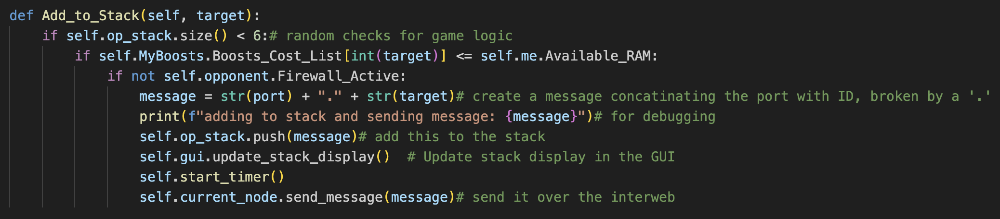 def Add_to_Stack(self, target):
    if self.op_stack.size() < 6:# random checks for game logic
        if self.MyBoosts.Boosts_Cost_List[int(target)] <= self.me.Available_RAM:
            if not self.opponent.Firewall_Active:
                message = str(port) + "." + str(target)# create a message concatinating the port with ID, broken by a '.'
                print(f"adding to stack and sending message: {message}")# for debugging
                self.op_stack.push(message)# add this to the stack
                self.gui.update_stack_display()  # Update stack display in the GUI
                self.start_timer()
                self.current_node.send_message(message)# send it over the interweb